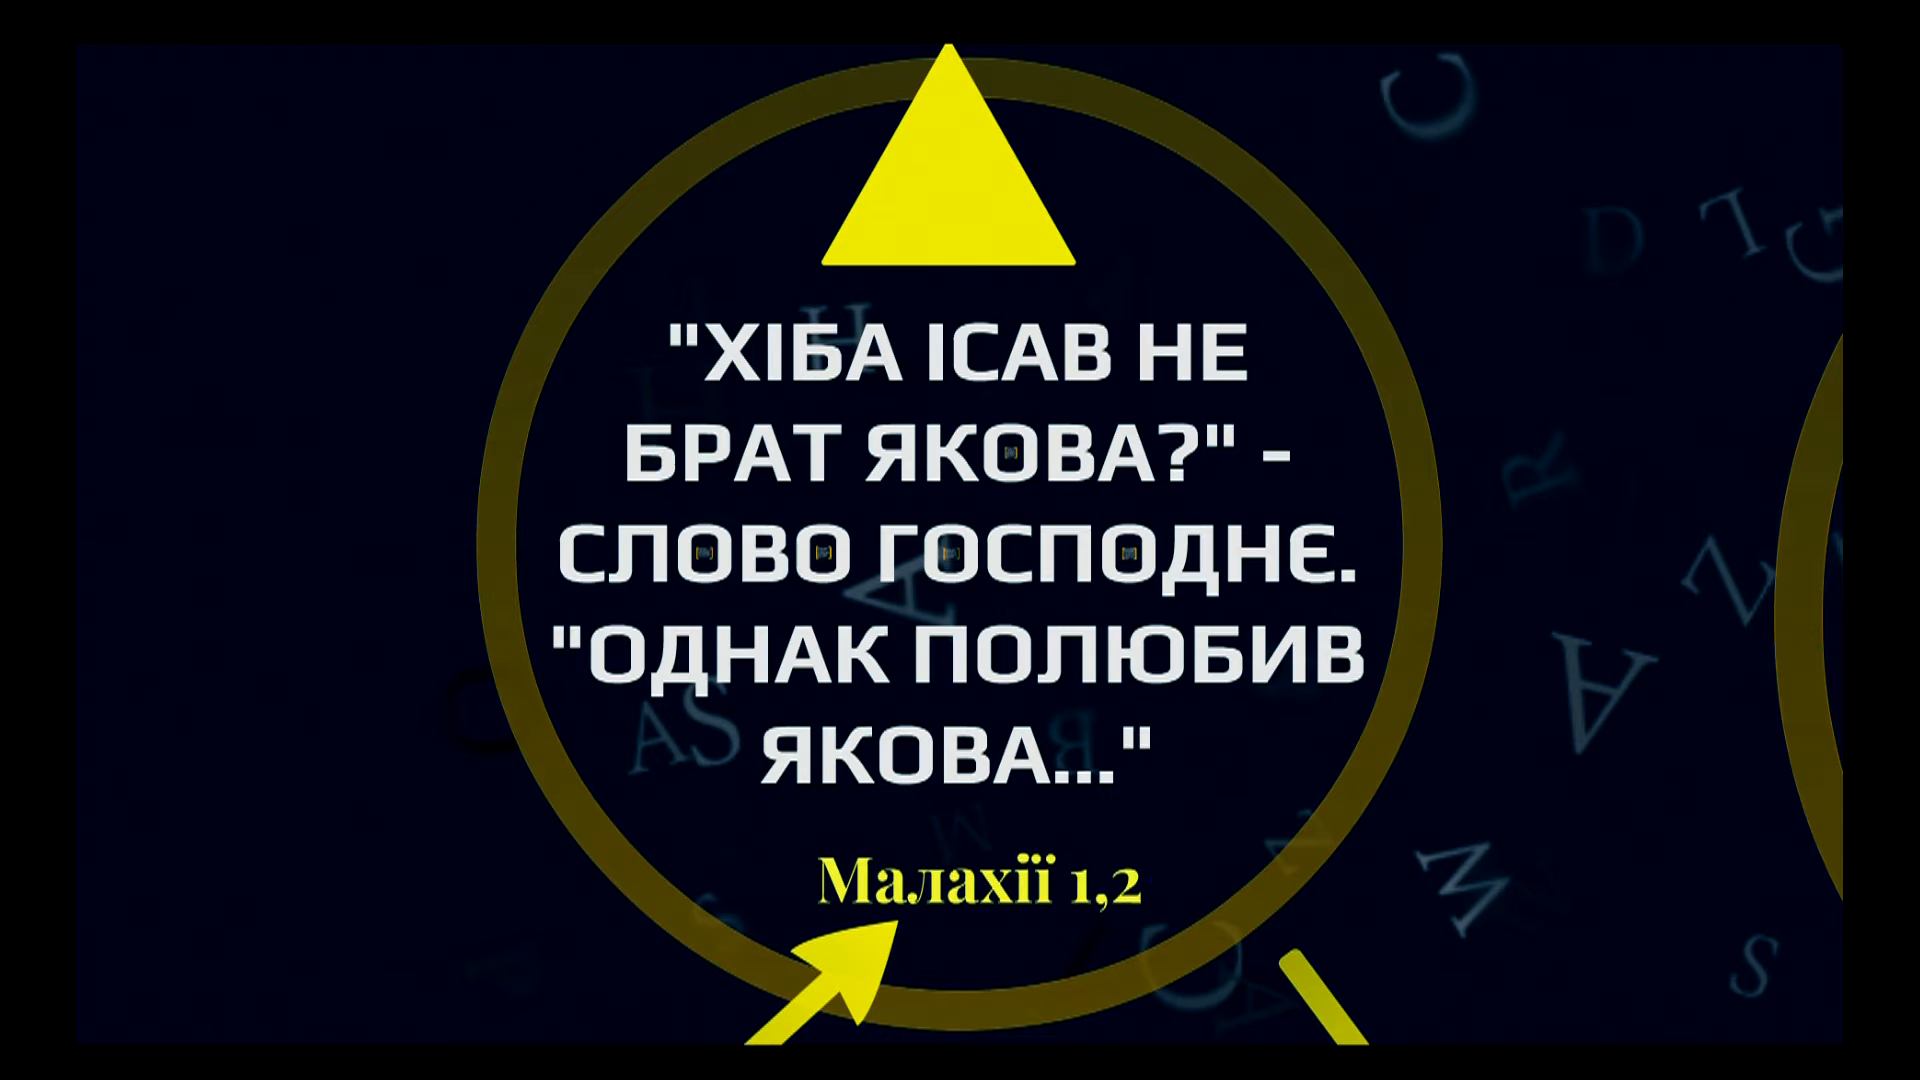 "ХІБА ІСАВ НЕ
БРАТ ЯКОВА?" -
СЛОВО ГОСПОДНЄ.
"ОДНАК ПОЛЮБИВ
ЯКОВА..."
Малахії 1,2